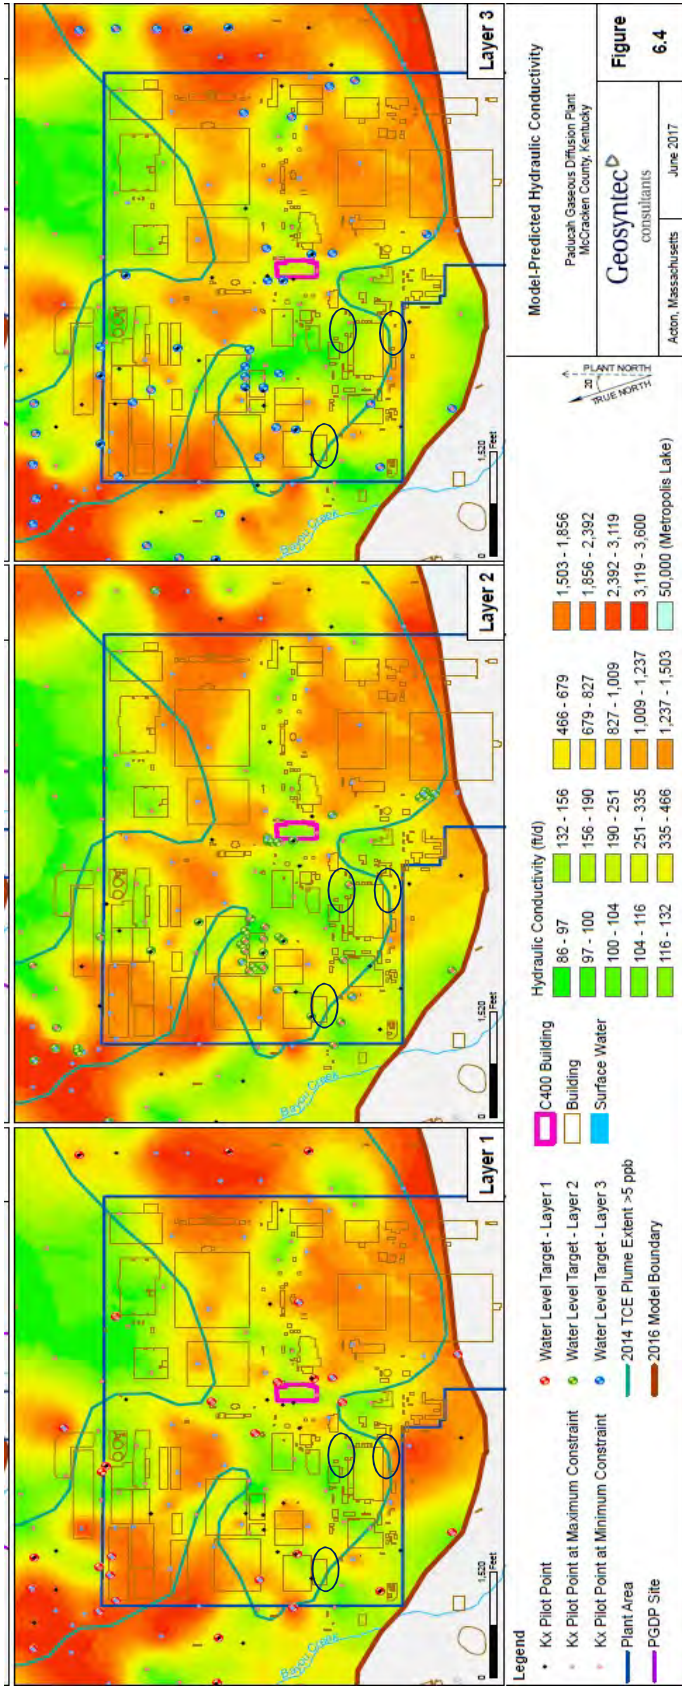 Layer 1
Bayou Creek
0
1,520
Feet
Layer 2
Bayou Creek
0
1,520
Feet
Layer 3
Bayou Creek
0
1,520
Feet
Legend
Kx Pilot Point
Kx Pilot Point at Maximum Constraint
Kx Pilot Point at Minimum Constraint
Plant Area
PGDP Site
Water Level Target - Layer 1
Water Level Target - Layer 2
Water Level Target - Layer 3
2014 TCE Plume Extent >5 ppb
2016 Model Boundary
C400 Building
Building
Surface Water
Hydraulic Conductivity (ft/d)
86 - 97
97 - 100
100 - 104
104 - 116
116 - 132
132 - 156
156 - 190
190 - 251
251 - 335
335 - 466
466 - 679
679 - 827
827 - 1,009
1,009 - 1,237
1,237 - 1,503
1,503 - 1,856
1,856 - 2,392
2,392 - 3,119
3,119 - 3,600
50,000 (Metropolis Lake)
20
PLANT NORTH
TRUE NORTH
Model-Predicted Hydraulic Conductivity
Paducah Gaseous Diffusion Plant
McCracken County, Kentucky
Geosyntec
consultants
Acton, Massachusetts
June 2017
Figure
6.4